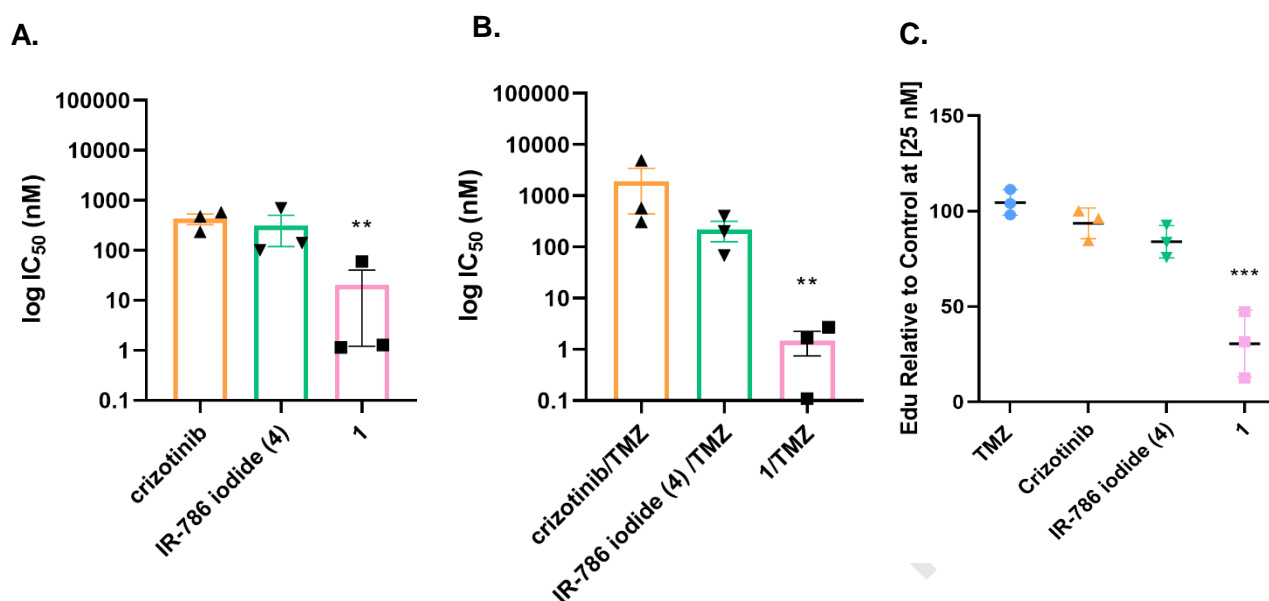 A.
log IC50 (nM)
100000
10000
1000
100
10
1
0.1
**
crizotinib
IR-786 iodide (4)
1
B.
log IC50 (nM)
100000
10000
1000
100
10
1
0.1
**
crizotinib/TMZ
IR-786 iodide (4) /TMZ
1/TMZ
C.
Edu Relative to Control at [25 nM]
150
100
50
0
***
TMZ
Crizotinib
IR-786 iodide (4)
1